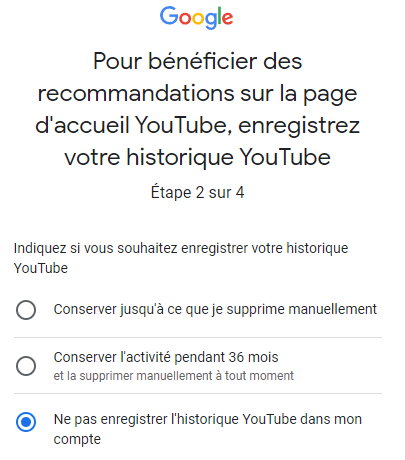 Google
Pour bénéficier des
recommandations sur la page
d'accueil YouTube, enregistrez
votre historique YouTube
Étape 2 sur 4
Indiquez si vous souhaitez enregistrer votre historique
YouTube
Conserver jusqu'à ce que je supprime manuellement
Conserver l'activité pendant 36 mois
et la supprimer manuellement à tout moment
Ne pas enregistrer l'historique YouTube dans mon
compte